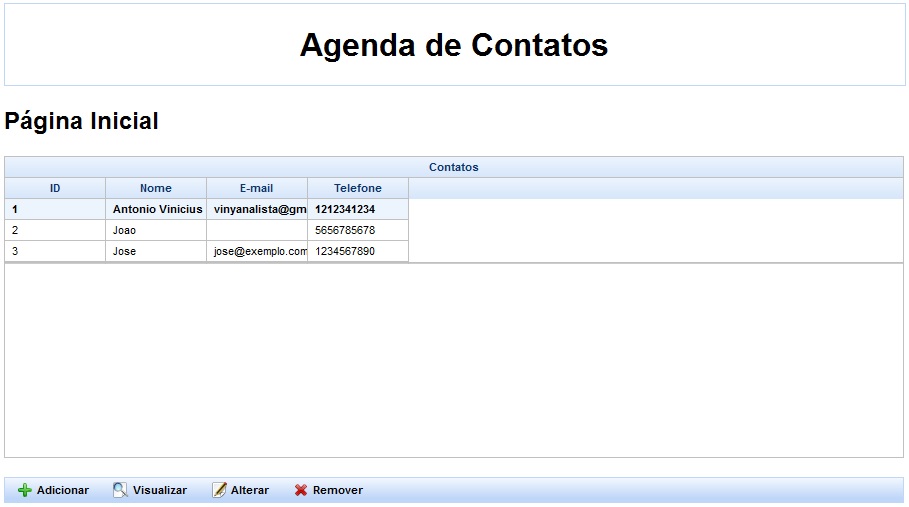 Agenda de Contatos
Página Inicial
Contatos
ID Nome E-mail Telefone
1 Antonio Vinicius vinyanalista@gm 1212341234
2 Joao 5656785678
3 Jose jose@exemplo.com 1234567890
Adicionar Visualizar Alterar Remover